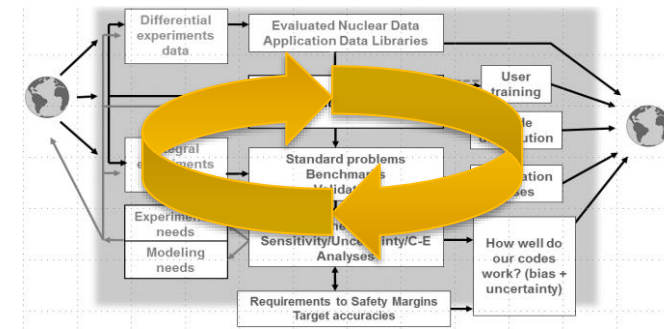 Differential
experiments
data
Evaluated Nuclear Data
Application Data Libraries
User
training
Standard problems
Benchmarks
Experiment
needs
Modeling
needs
Sensitivity/Uncertainty/C-E
Analyses
How well do
our codes
work? (bias +
uncertainty)
Requirements to Safety Margins
Target accuracies